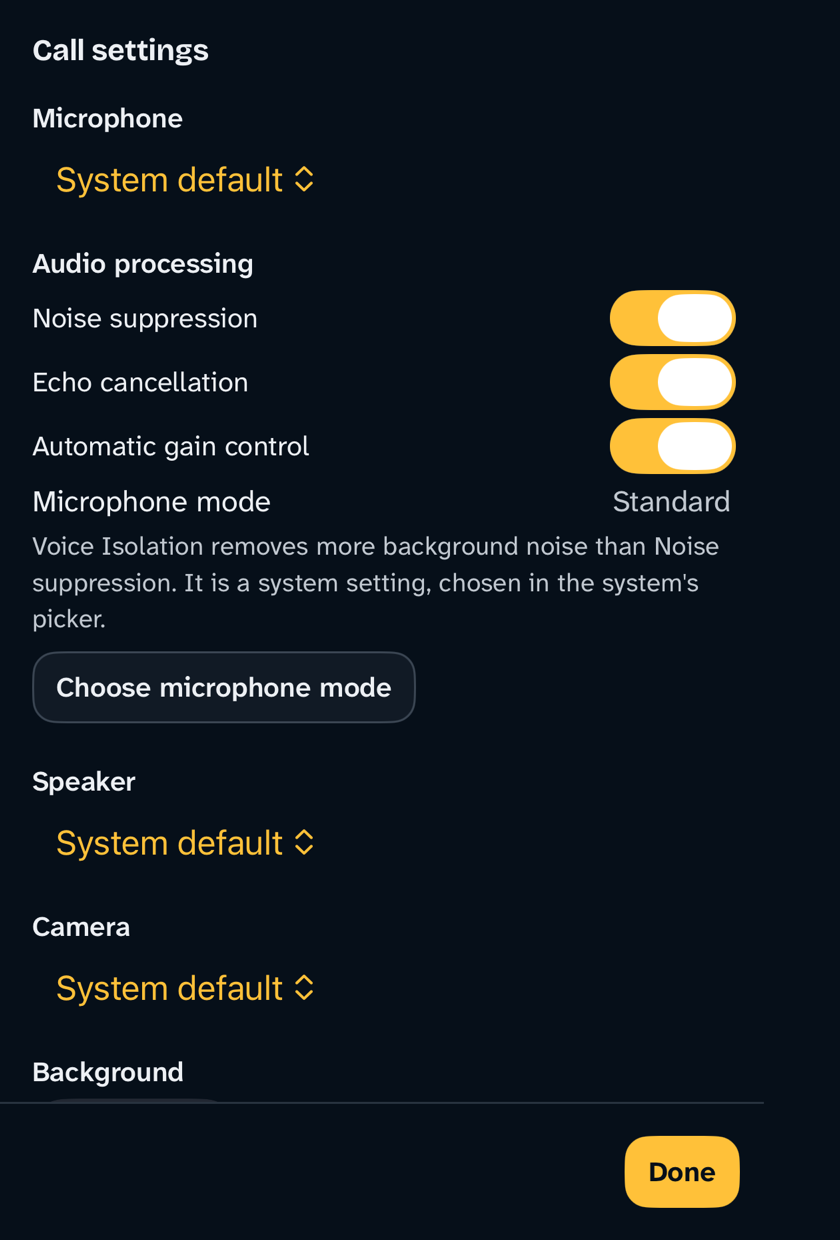 Call settings
Microphone
System default
Audio processing
Noise suppression
Echo cancellation
Automatic gain control
Microphone mode Standard
Voice Isolation removes more background noise than Noise
suppression. It is a system setting, chosen in the system's
picker.
Choose microphone mode
Speaker
System default
Camera
System default
Background
Done